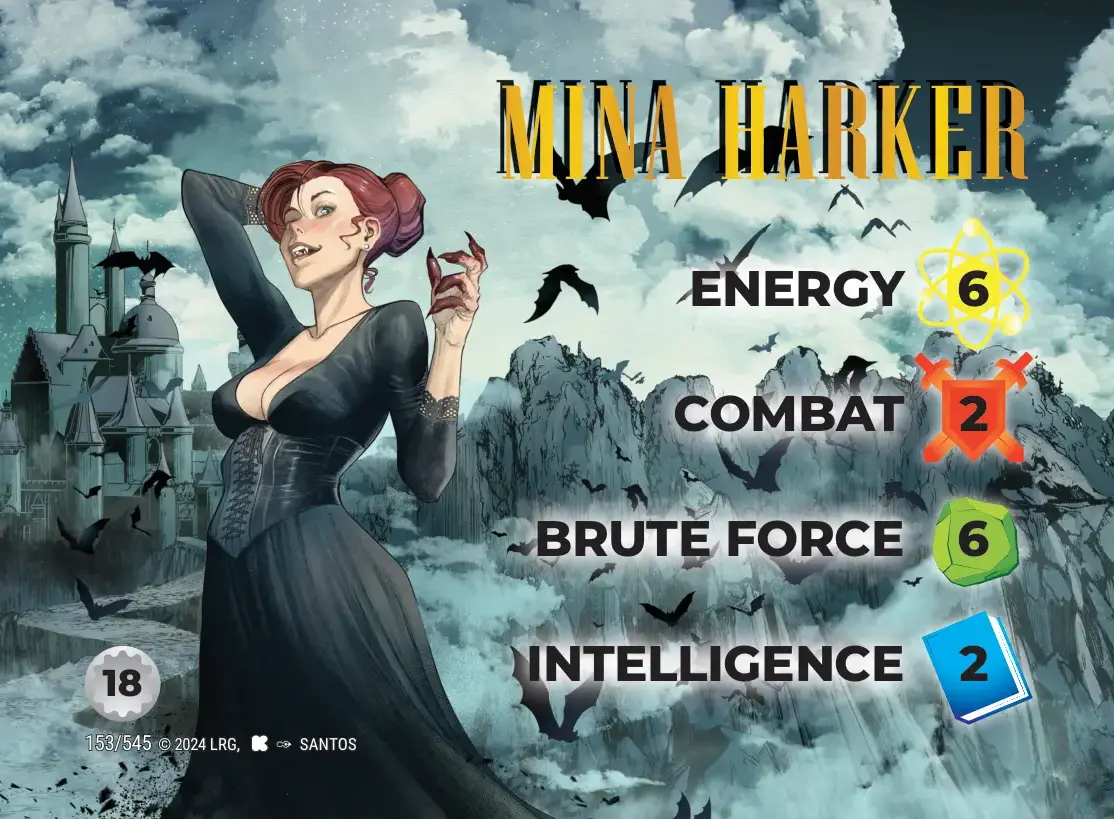 MINA HARKER
ENERGY 6
COMBAT 2
BRUTE FORCE 6
INTELLIGENCE 2
18
153/545 © 2024 LRG, SANTOS